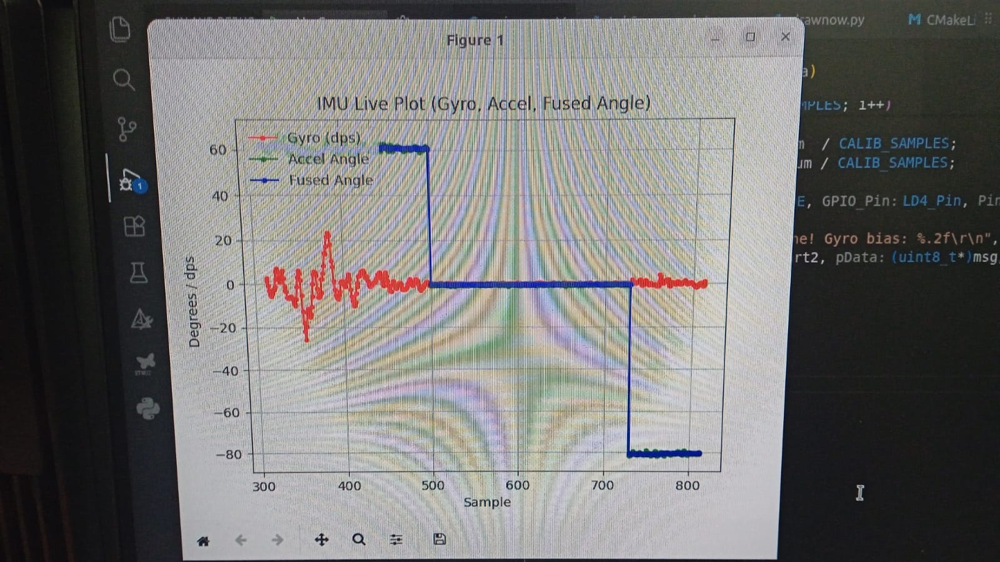 Figure 1
IMU Live Plot (Gyro, Accel, Fused Angle)
Gyro (dps)
Accel Angle
Fused Angle
Degrees / dps
60
40
20
0
−20
−40
−60
−80
300 400 500 600 700 800
Sample
1
STM32
awnow.py
CMakeLi
a)
MPLES; i++)
/ CALIB_SAMPLES;
um / CALIB_SAMPLES;
E, GPIO_Pin: LD4_Pin, Pin
ne! Gyro bias: %.2f\r\n",
rt2, pData: (uint8_t*)msg